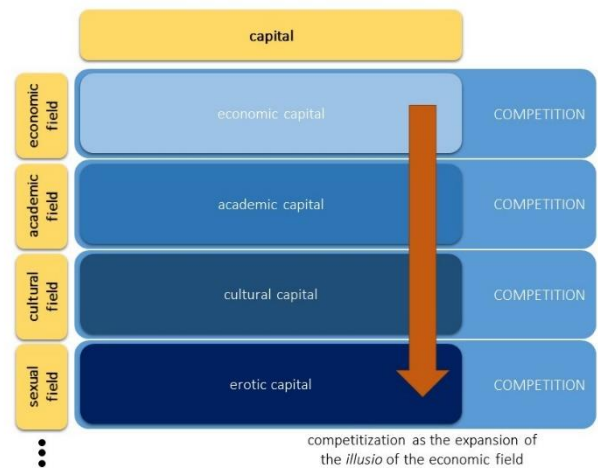 capital
economic
field
economic capital
COMPETITION
academic
field
academic capital
COMPETITION
cultural
field
cultural capital
COMPETITION
sexual
field
erotic capital
COMPETITION
competitization as the expansion of
the illusio of the economic field